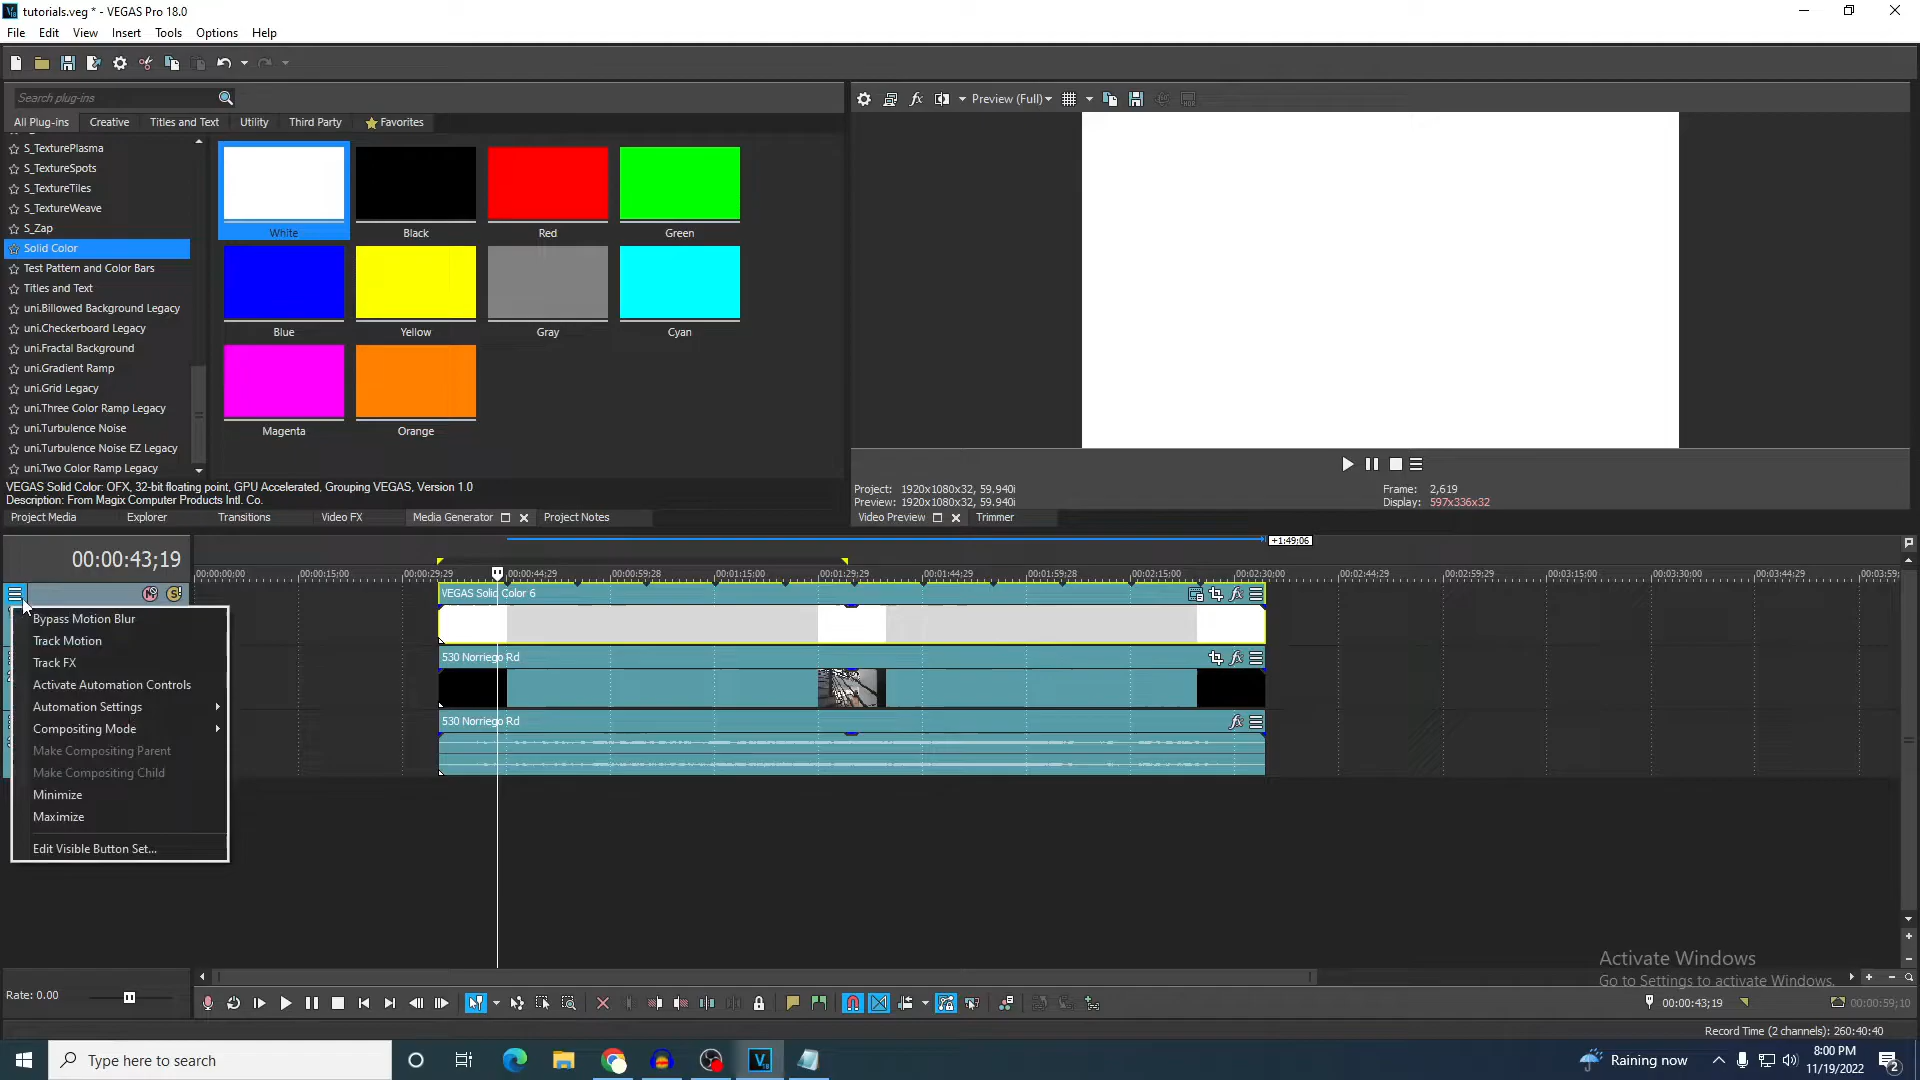 tutorials.veg * - VEGAS Pro 18.0
File Edit View Insert Tools Options Help
Search plug-ins
All Plug-ins Creative Titles and Text Utility Third Party Favorites
Preview (Full)
S_TexturePlasma
S_TextureSpots
S_TextureTiles
S_TextureWeave
S_Zap
Solid Color
Test Pattern and Color Bars
Titles and Text
uni.Billowed Background Legacy
uni.Checkerboard Legacy
uni.Fractal Background
uni.Gradient Ramp
uni.Grid Legacy
uni.Three Color Ramp Legacy
uni.Turbulence Noise
uni.Turbulence Noise EZ Legacy
uni.Two Color Ramp Legacy
White Black Red Green
Blue Yellow Gray Cyan
Magenta Orange
VEGAS Solid Color: OFX, 32-bit floating point, GPU Accelerated, Grouping VEGAS, Version 1.0
Description: From Magix Computer Products Intl. Co.
Project Media Explorer Transitions Video FX Media Generator Project Notes
Project: 1920x1080x32, 59.940i
Preview: 1920x1080x32, 59.940i
Frame: 2,619
Display: 597x336x32
Video Preview Trimmer
00:00:43;19
+1:49:06
00:00:00;00 00:00:15;00 00:00:29;29 00:00:44;29 00:00:59;28 00:01:15;00 00:01:29;29 00:01:44;29 00:01:59;28 00:02:15;00 00:02:30;00 00:02:44;29 00:02:59;29 00:03:15;00 00:03:30;00 00:03:44;29 00:03:59;
VEGAS Solid Color 6
530 Norriego Rd
530 Norriego Rd
Bypass Motion Blur
Track Motion
Track FX
Activate Automation Controls
Automation Settings
Compositing Mode
Make Compositing Parent
Make Compositing Child
Minimize
Maximize
Edit Visible Button Set...
Activate Windows
Go to Settings to activate Windows.
Rate: 0.00
00:00:43;19
00:00:59;10
Record Time (2 channels): 260:40:40
Type here to search
Raining now
8:00 PM
11/19/2022
2